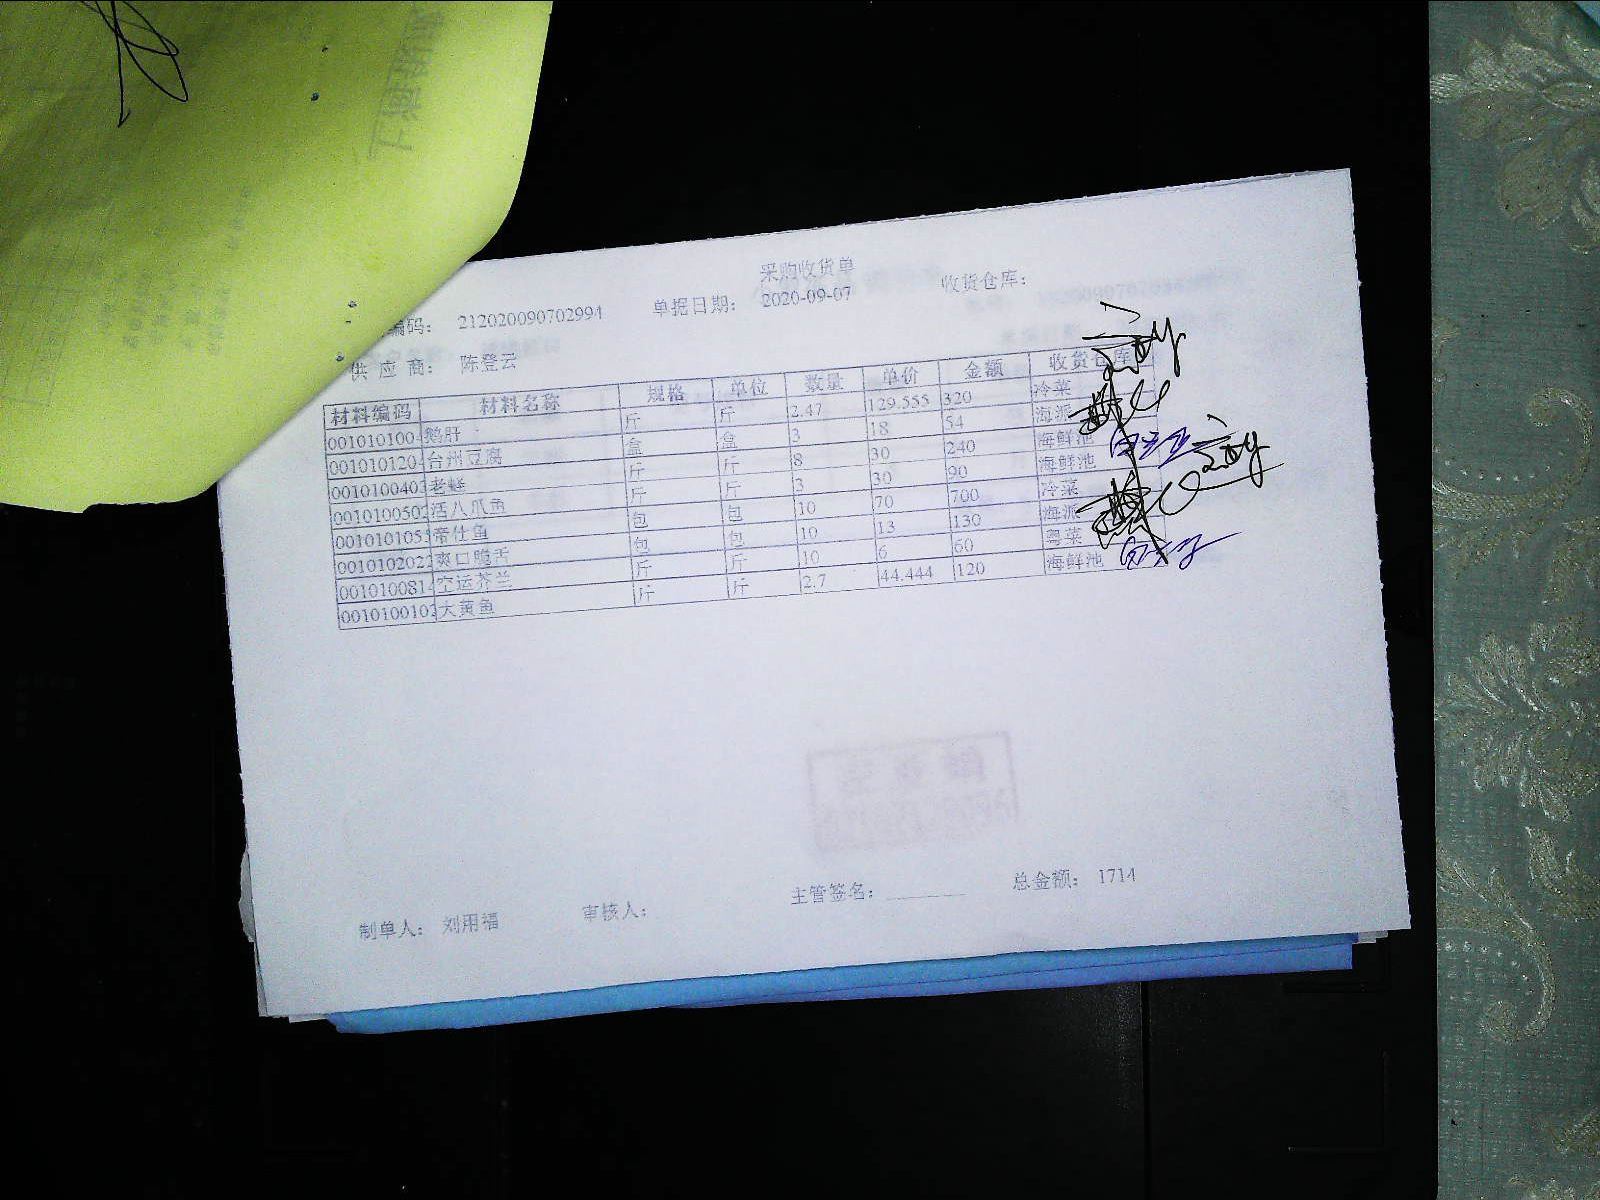 采购收货单
编码: 212020090702994 单据日期: 2020-09-07 收货仓库:
供应商: 陈登云
材料编码 材料名称 规格 单位 数量 单价 金额 收货仓库
001010100 鹅肝 斤 斤 2.47 129.555 320 冷菜
001010120 台州豆腐 盒 盒 3 18 54 海派
0010100403 老蛏 斤 斤 8 30 240 海鲜池
0010100502 活八爪鱼 斤 斤 3 30 90 海鲜池
001010105 帝仕鱼 包 包 10 70 700 冷菜
001010202 爽口脆舌 包 包 10 13 130 海派
001010081 空运芥兰 斤 斤 10 6 60 粤菜
001010010 大黄鱼 斤 斤 2.7 44.444 120 海鲜池
制单人: 刘用福 审核人: 主管签名: 总金额: 1714